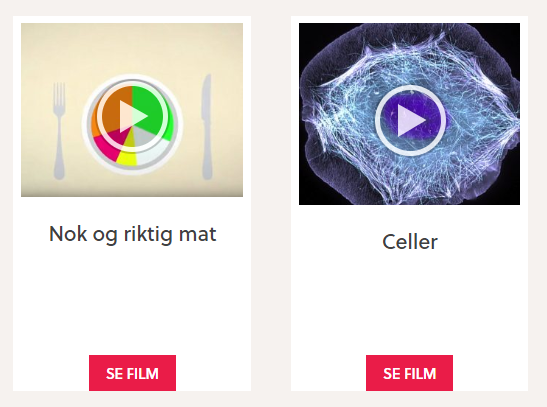 Nok og riktig mat
SE FILM
Celler
SE FILM